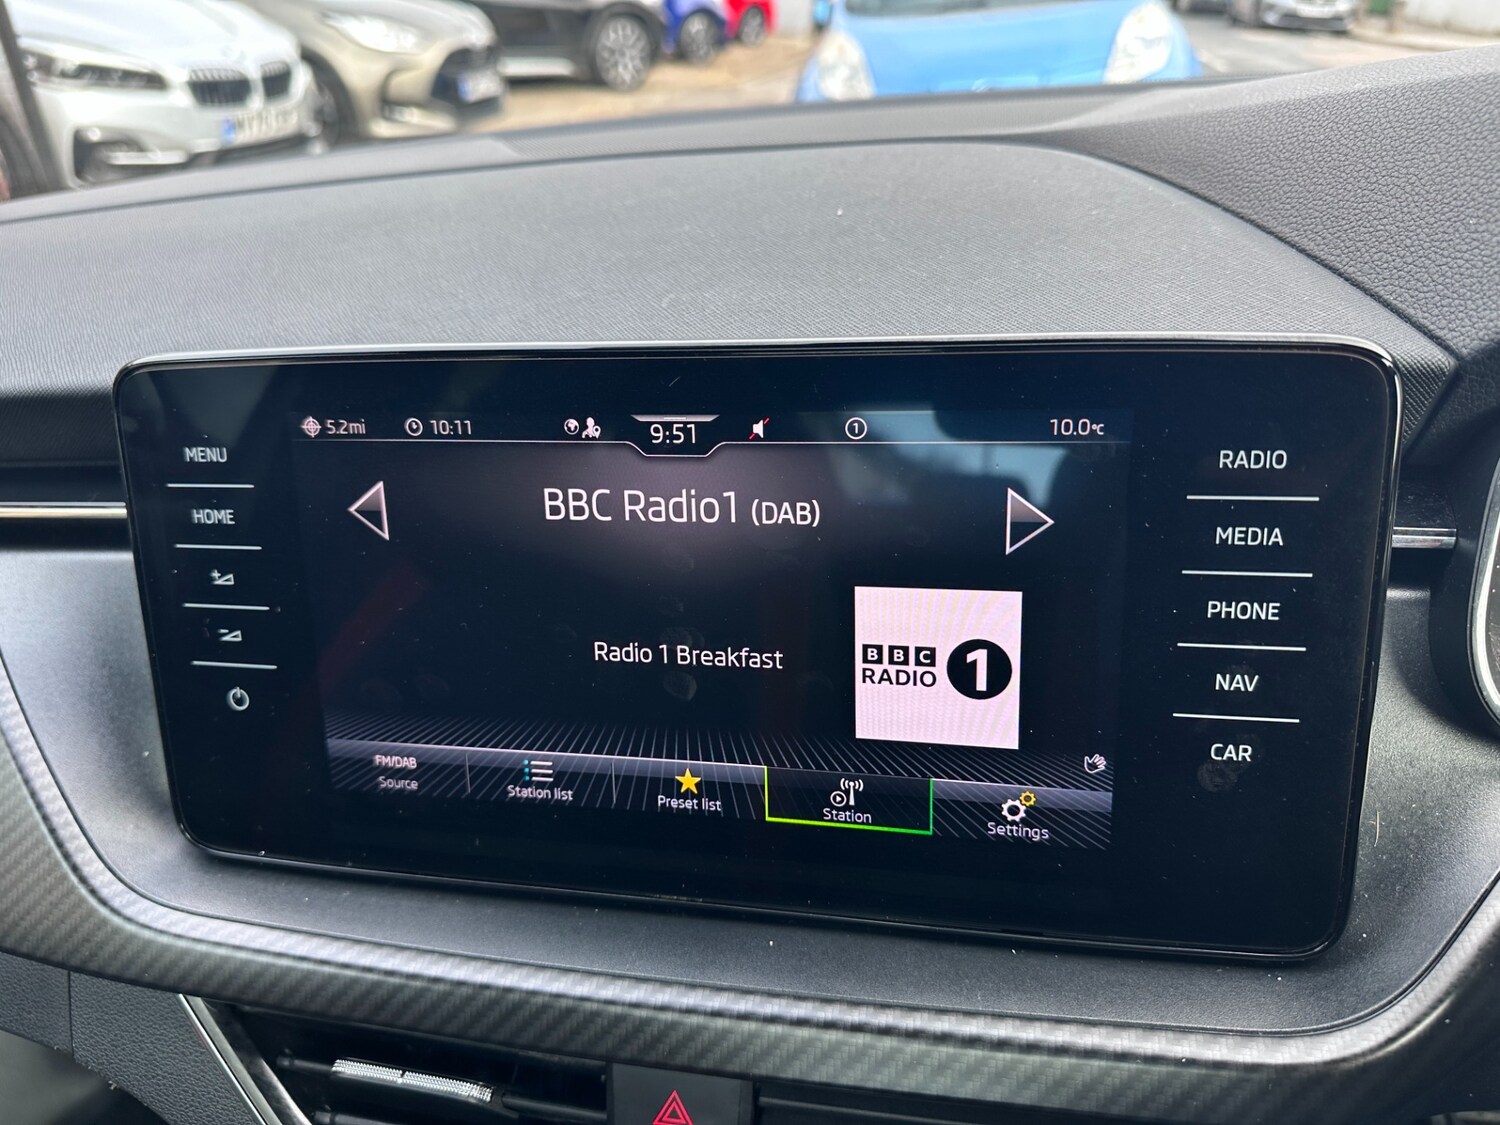 5.2mi
10:11
9:51
1
10.0°C
MENU
HOME
BBC Radio1 (DAB)
Radio 1 Breakfast
BBC
RADIO
1
FM/DAB
Source
Station list
Preset list
Station
Settings
RADIO
MEDIA
PHONE
NAV
CAR